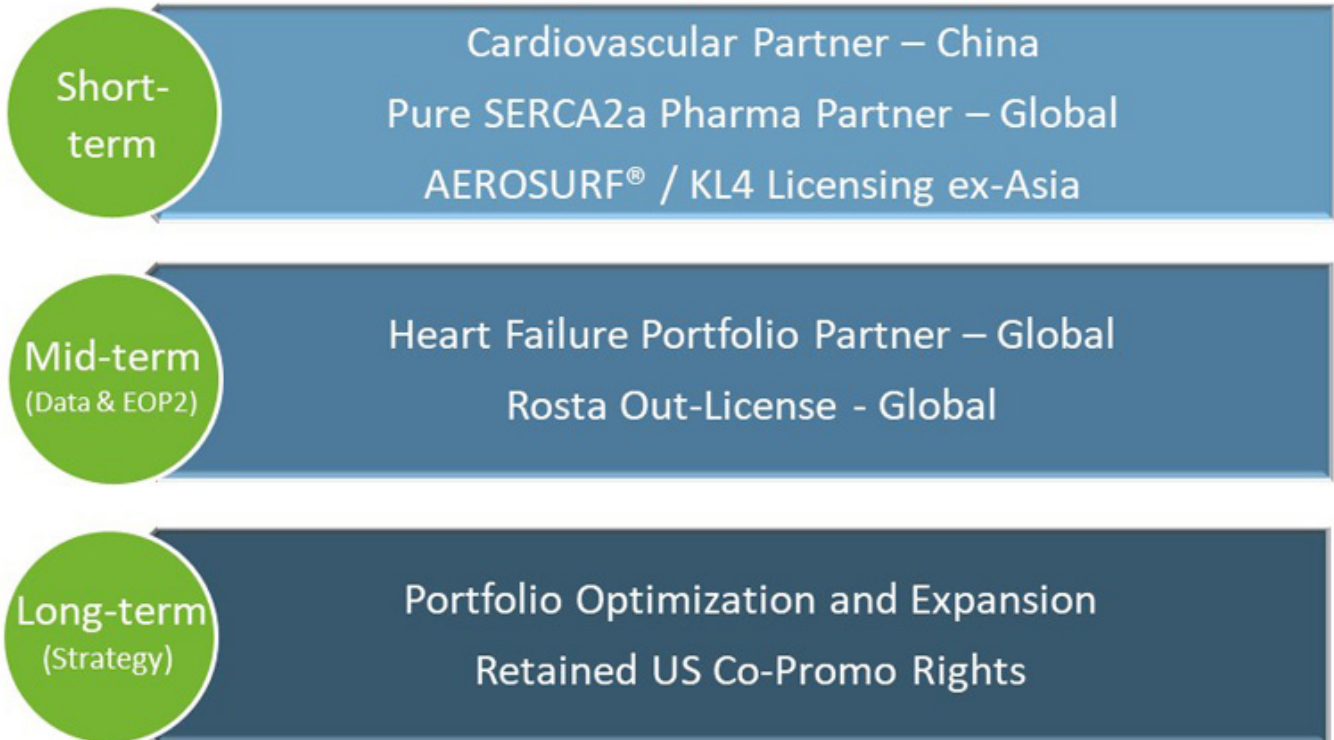 Short-
term
Cardiovascular Partner – China
Pure SERCA2a Pharma Partner – Global
AEROSURF® / KL4 Licensing ex-Asia
Mid-term
(Data & EOP2)
Heart Failure Portfolio Partner – Global
Rosta Out-License - Global
Long-term
(Strategy)
Portfolio Optimization and Expansion
Retained US Co-Promo Rights